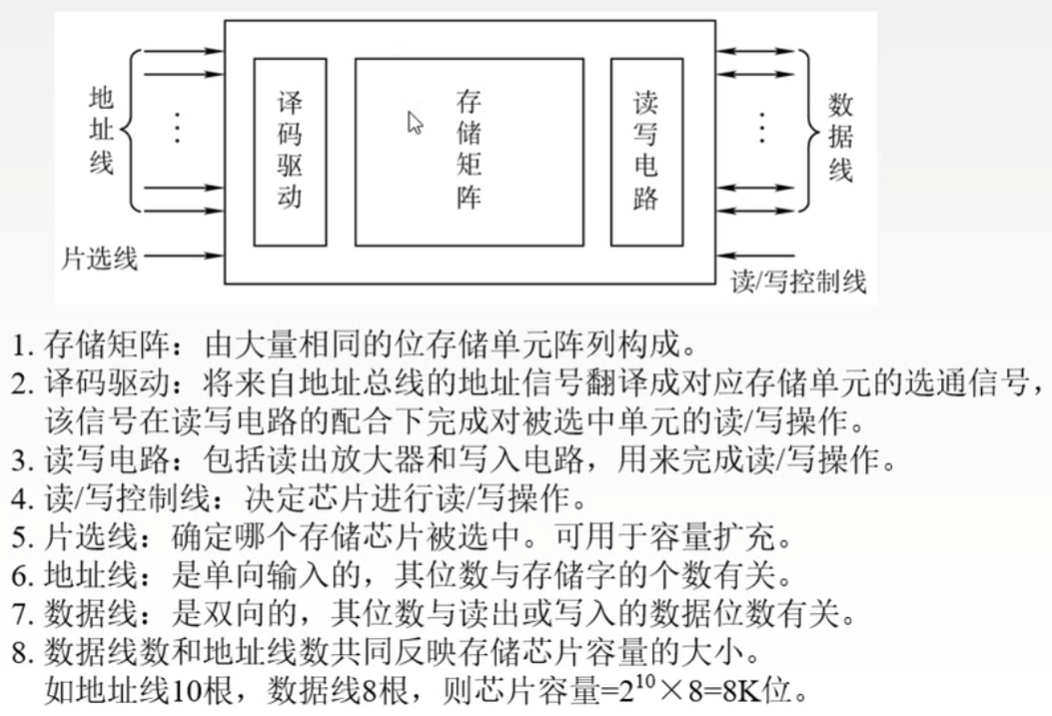 地址线
译码驱动
存储矩阵
读写电路
数据线
片选线
读/写控制线
1. 存储矩阵：由大量相同的位存储单元阵列构成。
2. 译码驱动：将来自地址总线的地址信号翻译成对应存储单元的选通信号，
该信号在读写电路的配合下完成对被选中单元的读/写操作。
3. 读写电路：包括读出放大器和写入电路，用来完成读/写操作。
4. 读/写控制线：决定芯片进行读/写操作。
5. 片选线：确定哪个存储芯片被选中。可用于容量扩充。
6. 地址线：是单向输入的，其位数与存储字的个数有关。
7. 数据线：是双向的，其位数与读出或写入的数据位数有关。
8. 数据线数和地址线数共同反映存储芯片容量的大小。
如地址线10根，数据线8根，则芯片容量=2¹⁰×8=8K位。